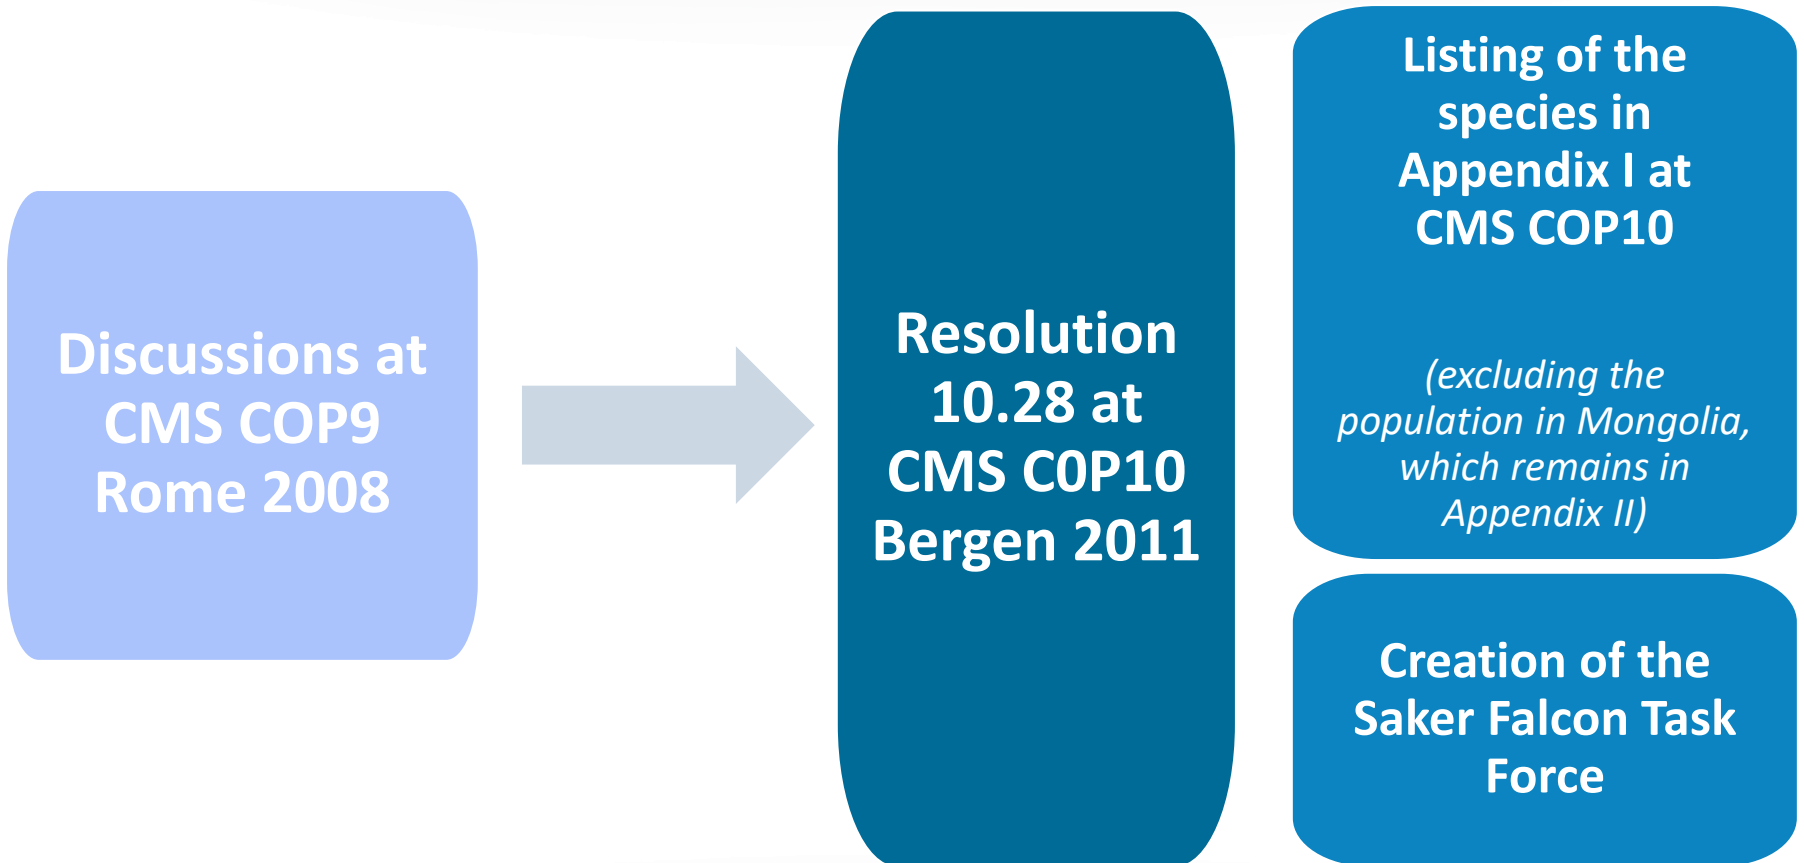 Discussions at
CMS COP9
Rome 2008
Resolution
10.28 at
CMS C0P10
Bergen 2011
Listing of the
species in
Appendix I at
CMS COP10
(excluding the
population in Mongolia,
which remains in
Appendix II)
Creation of the
Saker Falcon Task
Force